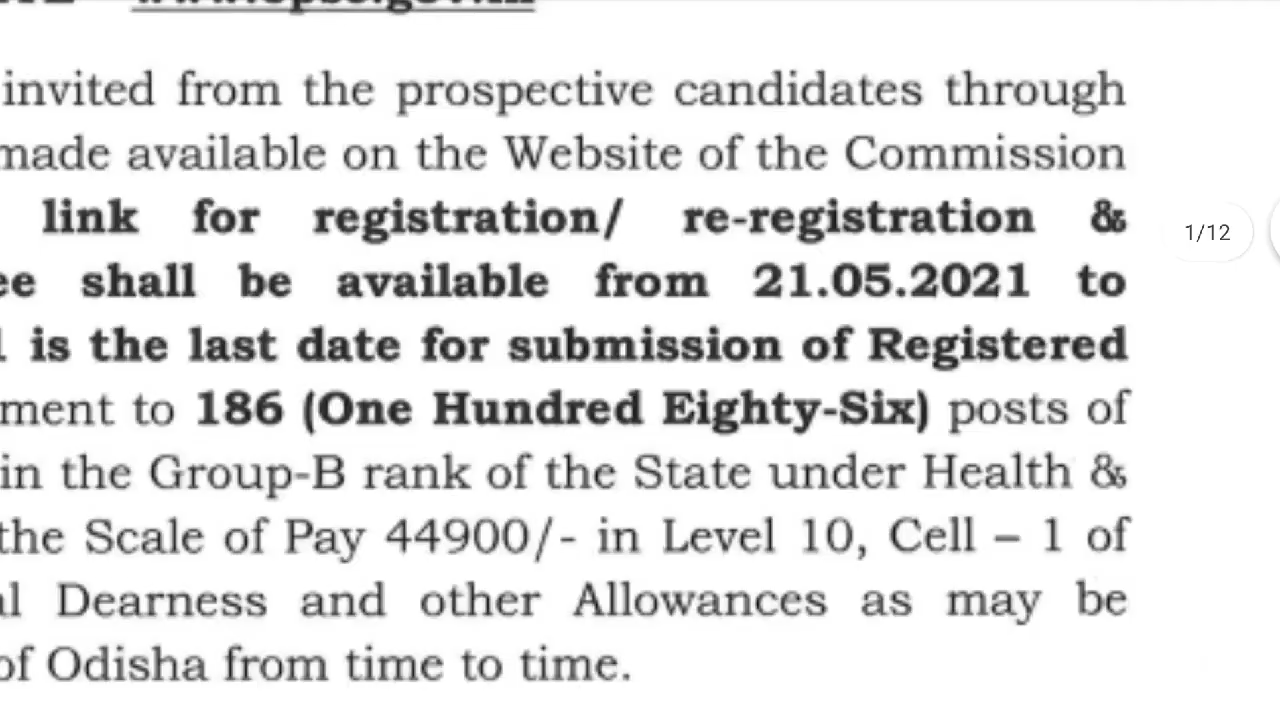 invited from the prospective candidates through
made available on the Website of the Commission
link for registration/ re-registration &
ee shall be available from 21.05.2021 to
is the last date for submission of Registered
ment to 186 (One Hundred Eighty-Six) posts of
in the Group-B rank of the State under Health &
the Scale of Pay 44900/- in Level 10, Cell – 1 of
al Dearness and other Allowances as may be
of Odisha from time to time.
1/12